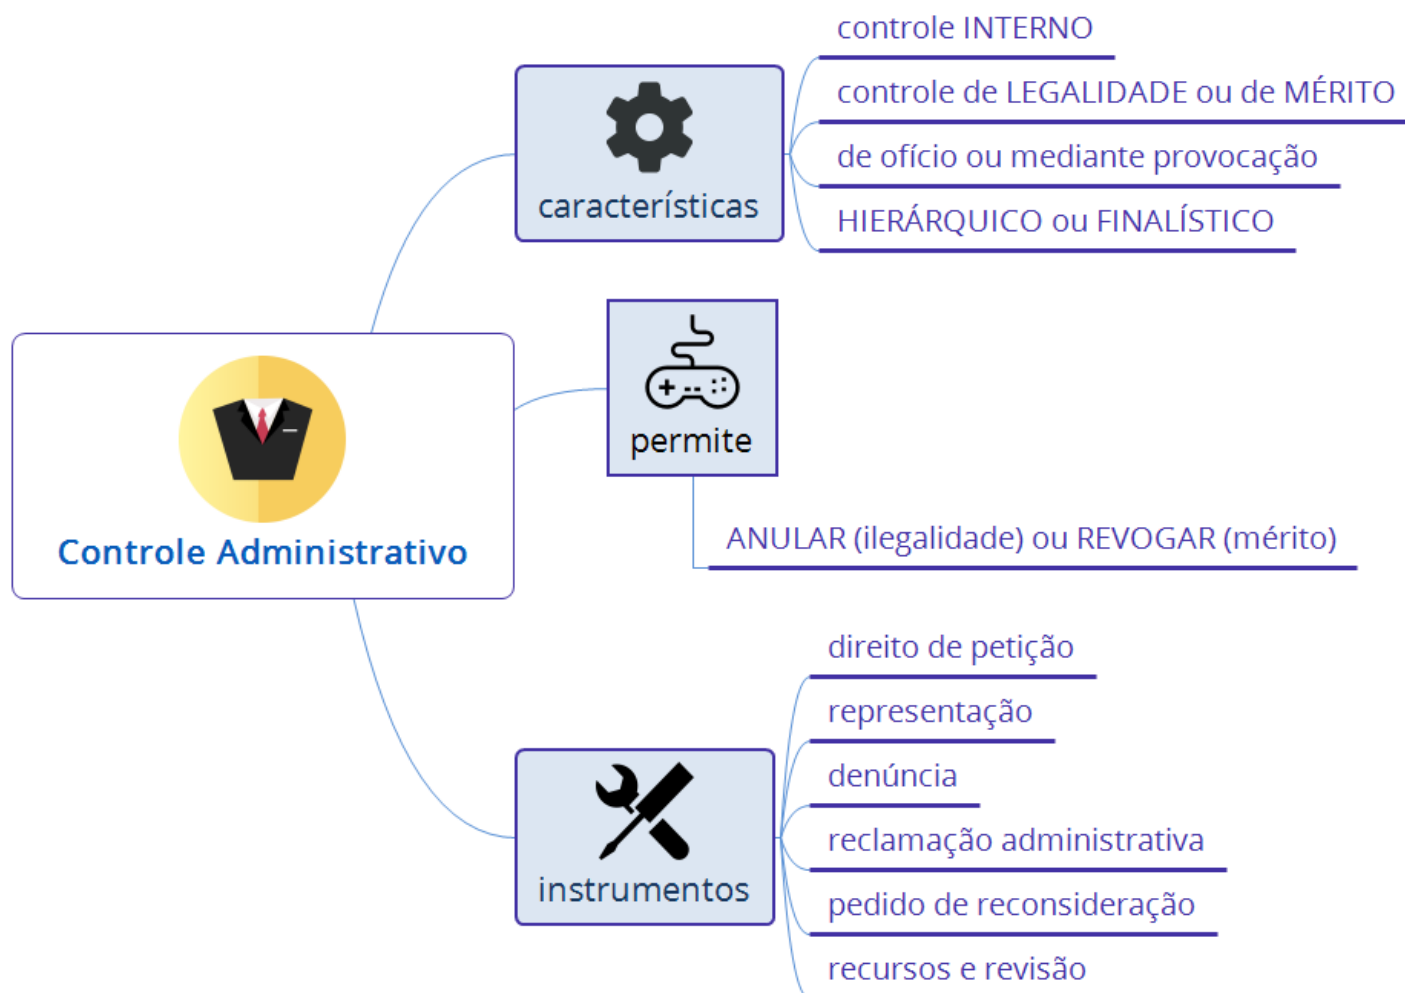 controle INTERNO
controle de LEGALIDADE ou de MÉRITO
de ofício ou mediante provocação
HIERÁRQUICO ou FINALÍSTICO
características
permite
ANULAR (ilegalidade) ou REVOGAR (mérito)
Controle Administrativo
direito de petição
representação
denúncia
reclamação administrativa
pedido de reconsideração
recursos e revisão
instrumentos